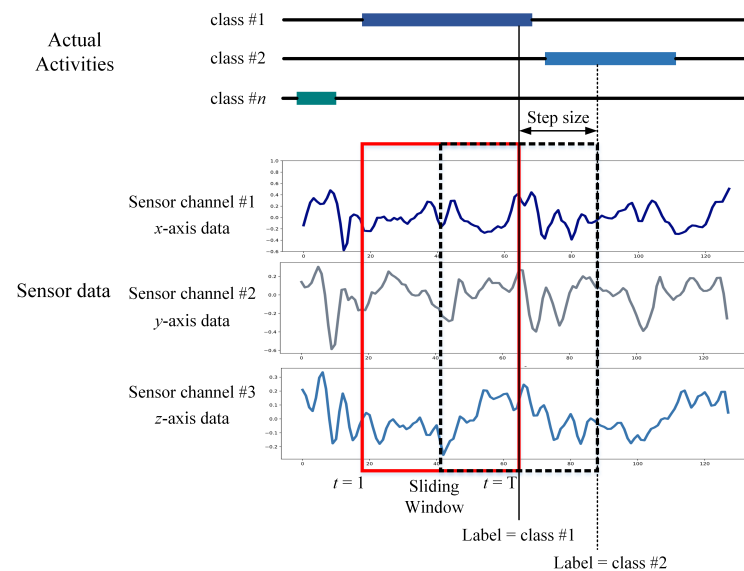 class #1
Actual
Activities
class #2
class #n
Step size
1.0
0.8
0.6
0.4
0.2
0.0
−0.2
−0.4
−0.6
0 20 40 60 80 100 120
Sensor channel #1
x-axis data
Sensor data
0.2
0.0
−0.2
−0.4
−0.6
0 20 40 60 80 100 120
Sensor channel #2
y-axis data
0.3
0.2
0.1
0.0
−0.1
−0.2
0 20 40 60 80 100 120
Sensor channel #3
z-axis data
t = 1
Sliding
Window
t = T
Label = class #1
Label = class #2